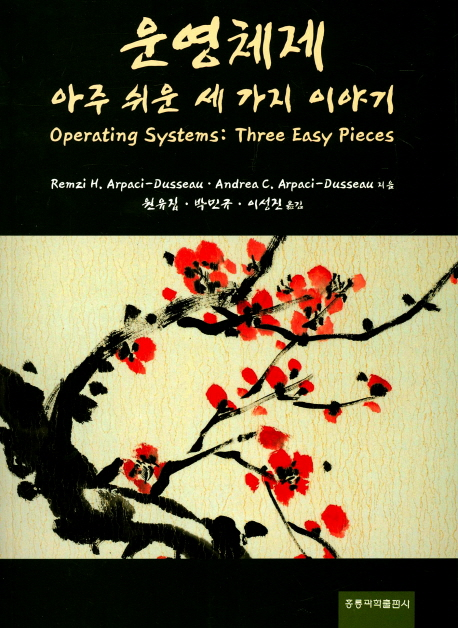 운영체제
아주 쉬운 세 가지 이야기
Operating Systems: Three Easy Pieces
Remzi H. Arpaci-Dusseau · Andrea C. Arpaci-Dusseau 지음
원유집 · 박민규 · 이성진 옮김
홍릉과학출판사